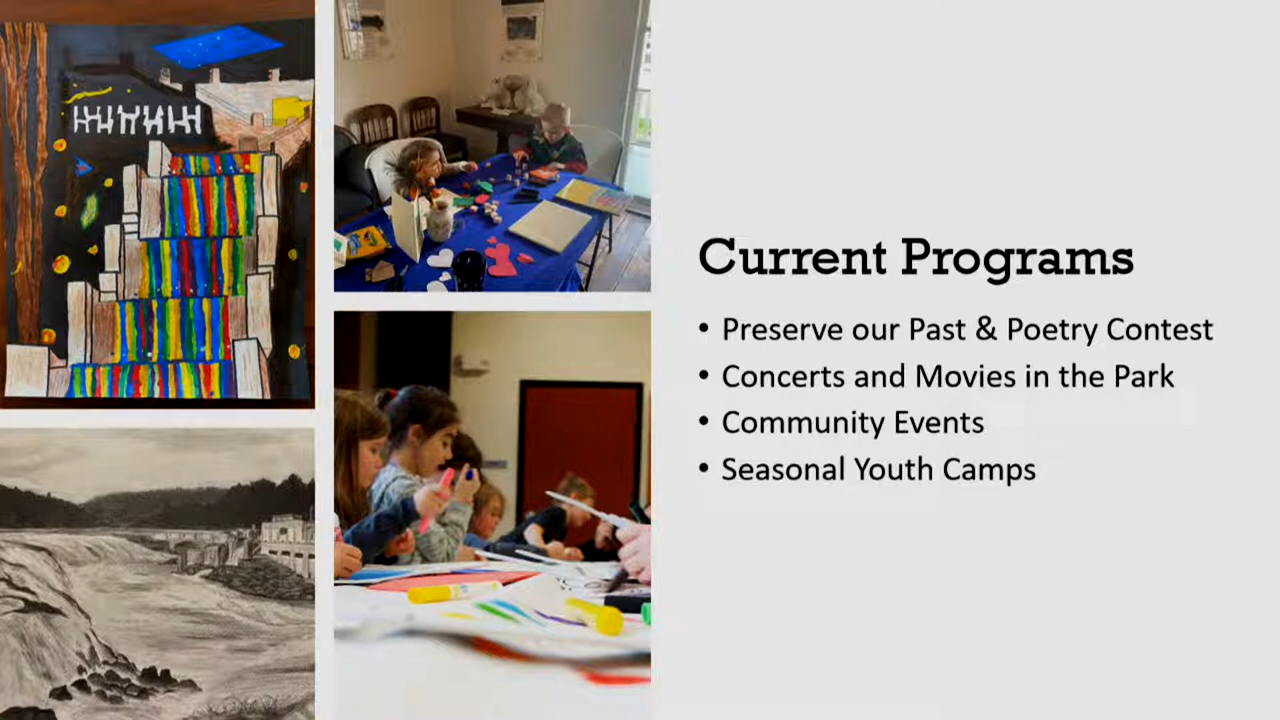 Current Programs
• Preserve our Past & Poetry Contest
• Concerts and Movies in the Park
• Community Events
• Seasonal Youth Camps